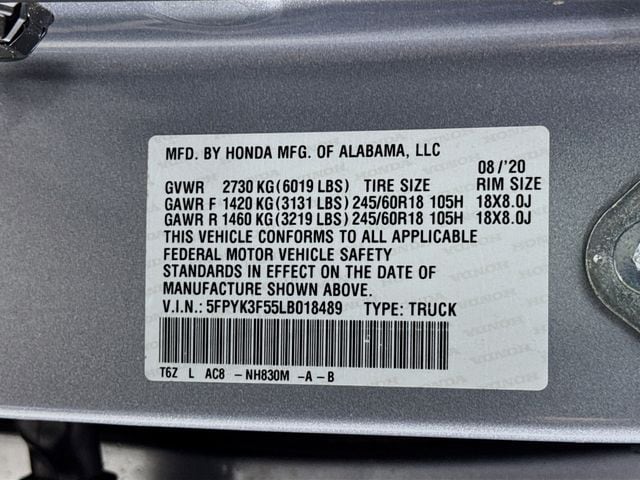 MFD. BY HONDA MFG. OF ALABAMA, LLC
08/'20
GVWR 2730 KG(6019 LBS) TIRE SIZE RIM SIZE
GAWR F 1420 KG(3131 LBS)245/60R18 105H 18X8.0J
GAWR R 1460 KG(3219 LBS)245/60R18 105H 18X8.0J
THIS VEHICLE CONFORMS TO ALL APPLICABLE
FEDERAL MOTOR VEHICLE SAFETY
STANDARDS IN EFFECT ON THE DATE OF
MANUFACTURE SHOWN ABOVE.
V.I.N.: 5FPYK3F55LB018489 TYPE: TRUCK
T6Z L AC8 -NH830M -A-B